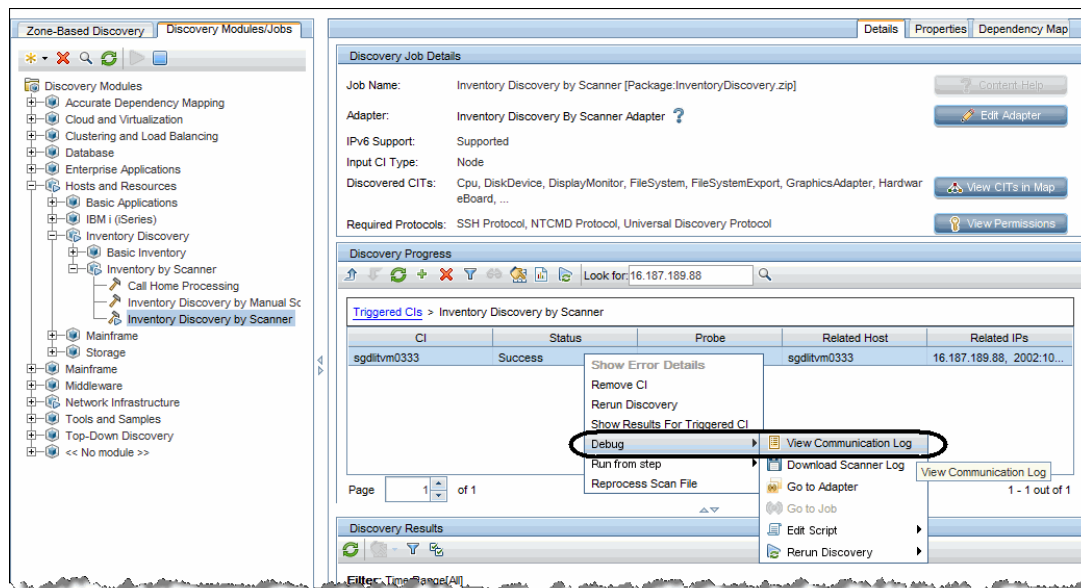 Zone-Based Discovery
Discovery Modules/Jobs
Discovery Modules
Accurate Dependency Mapping
Cloud and Virtualization
Clustering and Load Balancing
Database
Enterprise Applications
Hosts and Resources
Basic Applications
IBM i (iSeries)
Inventory Discovery
Basic Inventory
Inventory by Scanner
Call Home Processing
Inventory Discovery by Manual Sc
Inventory Discovery by Scanner
Mainframe
Storage
Mainframe
Middleware
Network Infrastructure
Tools and Samples
Top-Down Discovery
<< No module >>
Details Properties Dependency Map
Discovery Job Details
Job Name: Inventory Discovery by Scanner [Package:InventoryDiscovery.zip]
? Content Help
Adapter: Inventory Discovery By Scanner Adapter ?
Edit Adapter
IPv6 Support: Supported
Input CI Type: Node
Discovered CITs: Cpu, DiskDevice, DisplayMonitor, FileSystem, FileSystemExport, GraphicsAdapter, Hardwar
eBoard, ...
View CITs in Map
Required Protocols: SSH Protocol, NTCMD Protocol, Universal Discovery Protocol
View Permissions
Discovery Progress
Look for: 16.187.189.88
Triggered CIs > Inventory Discovery by Scanner
CI Status Probe Related Host Related IPs
sgdlitvm0333 Success sgdlitvm0333 16.187.189.88, 2002:10...
Show Error Details
Remove CI
Rerun Discovery
Show Results For Triggered CI
Debug
Run from step
Reprocess Scan File
View Communication Log
Download Scanner Log
Go to Adapter
Go to Job
Edit Script
Rerun Discovery
View Communication Log
Page 1 of 1
1 - 1 out of 1
Discovery Results
Filter: Time Range[All]